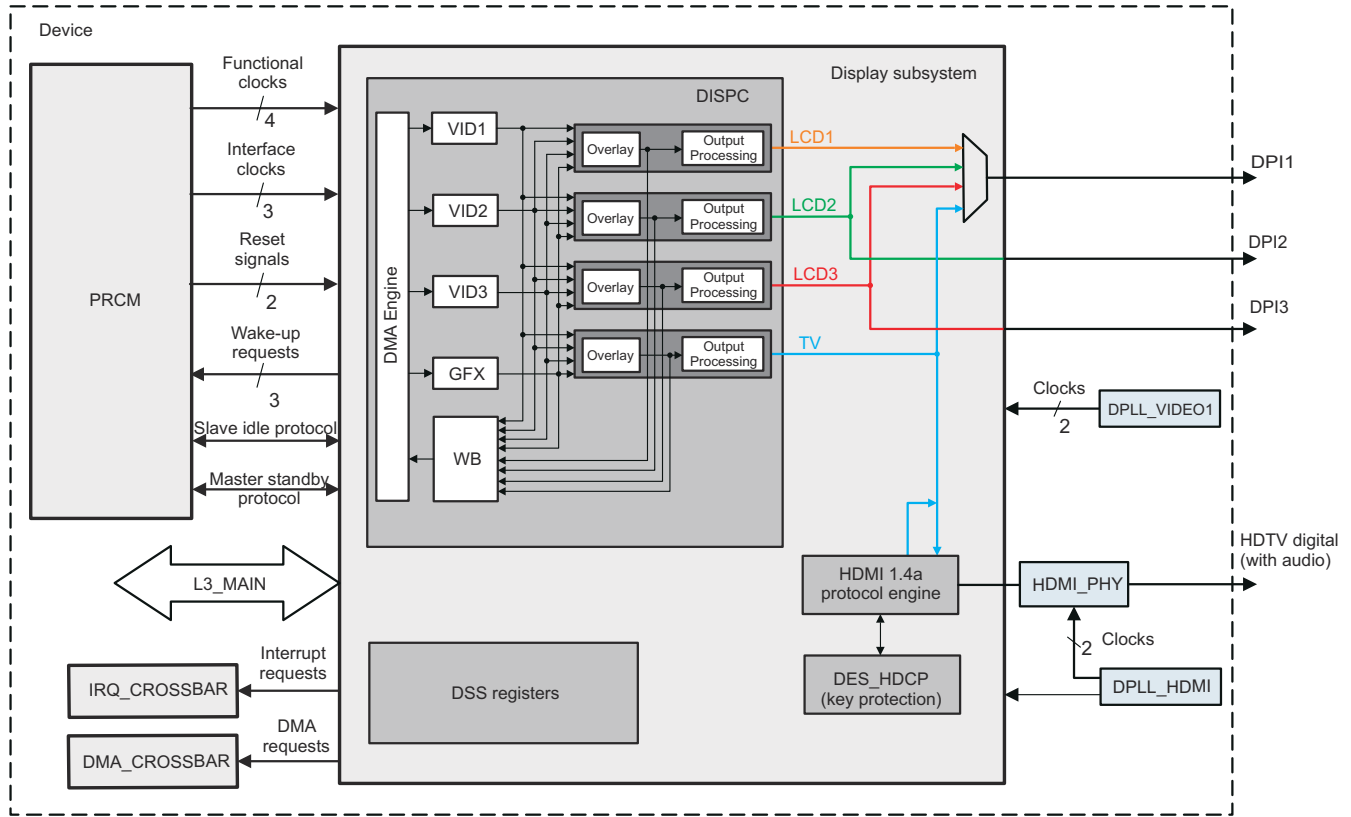 Device
PRCM
Functional
clocks
4
Interface
clocks
3
Reset
signals
2
Wake-up
requests
3
Slave idle protocol
Master standby
protocol
L3_MAIN
Interrupt
requests
IRQ_CROSSBAR
DMA
requests
DMA_CROSSBAR
Display subsystem
DISPC
DMA Engine
VID1
VID2
VID3
GFX
WB
Overlay
Output
Processing
Overlay
Output
Processing
Overlay
Output
Processing
Overlay
Output
Processing
LCD1
LCD2
LCD3
TV
DSS registers
HDMI 1.4a
protocol engine
DES_HDCP
(key protection)
DPI1
DPI2
DPI3
Clocks
2
DPLL_VIDEO1
HDTV digital
(with audio)
HDMI_PHY
2
Clocks
DPLL_HDMI